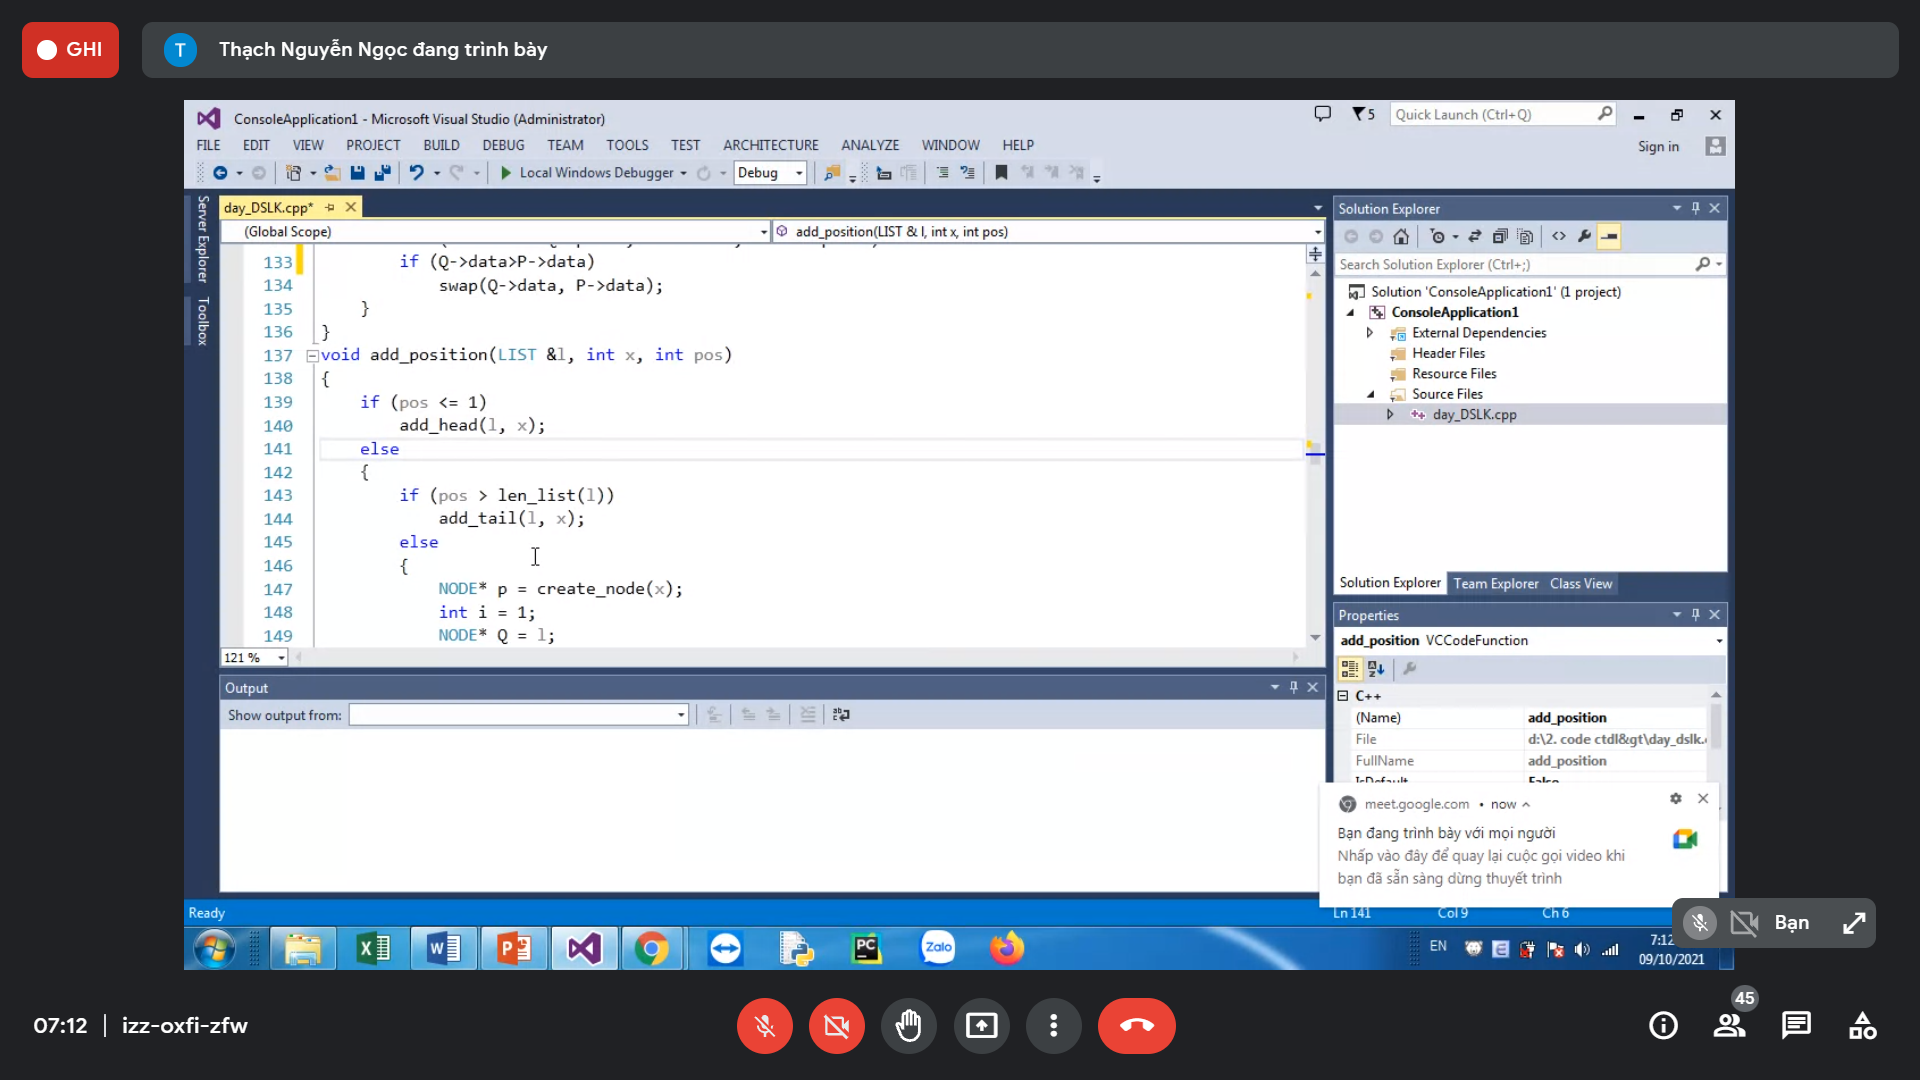 GHI
T
Thạch Nguyễn Ngọc đang trình bày
ConsoleApplication1 - Microsoft Visual Studio (Administrator)
5
Quick Launch (Ctrl+Q)
FILE EDIT VIEW PROJECT BUILD DEBUG TEAM TOOLS TEST ARCHITECTURE ANALYZE WINDOW HELP
Sign in
Local Windows Debugger
Debug
Server Explorer
Toolbox
day_DSLK.cpp*
(Global Scope)
add_position(LIST & l, int x, int pos)
133 if (Q->data>P->data)
134 swap(Q->data, P->data);
135 }
136 }
137 void add_position(LIST &l, int x, int pos)
138 {
139 if (pos <= 1)
140 add_head(l, x);
141 else
142 {
143 if (pos > len_list(l))
144 add_tail(l, x);
145 else
146 {
147 NODE* p = create_node(x);
148 int i = 1;
149 NODE* Q = l;
121 %
Output
Show output from:
Solution Explorer
Search Solution Explorer (Ctrl+;)
Solution 'ConsoleApplication1' (1 project)
ConsoleApplication1
External Dependencies
Header Files
Resource Files
Source Files
day_DSLK.cpp
Solution Explorer Team Explorer Class View
Properties
add_position VCCodeFunction
C++
(Name) add_position
File d:\2. code ctdl&gt\day_dslk.
FullName add_position
IsDefault False
meet.google.com • now
Bạn đang trình bày với mọi người
Nhấp vào đây để quay lại cuộc gọi video khi
bạn đã sẵn sàng dừng thuyết trình
Ready
Ln 141 Col 9 Ch 6
Bạn
Zalo
PC
EN
7:12
09/10/2021
07:12 | izz-oxfi-zfw
45